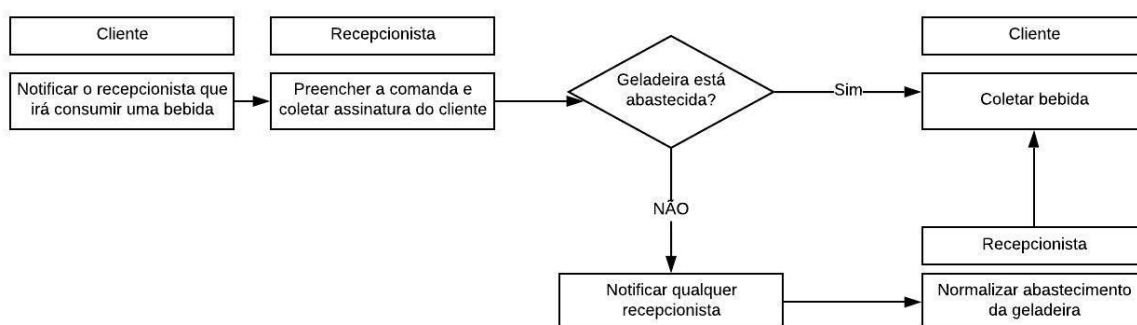 Cliente
Notificar o recepcionista que
irá consumir uma bebida
Recepcionista
Preencher a comanda e
coletar assinatura do cliente
Geladeira está
abastecida?
Sim
Cliente
Coletar bebida
NÃO
Notificar qualquer
recepcionista
Recepcionista
Normalizar abastecimento
da geladeira